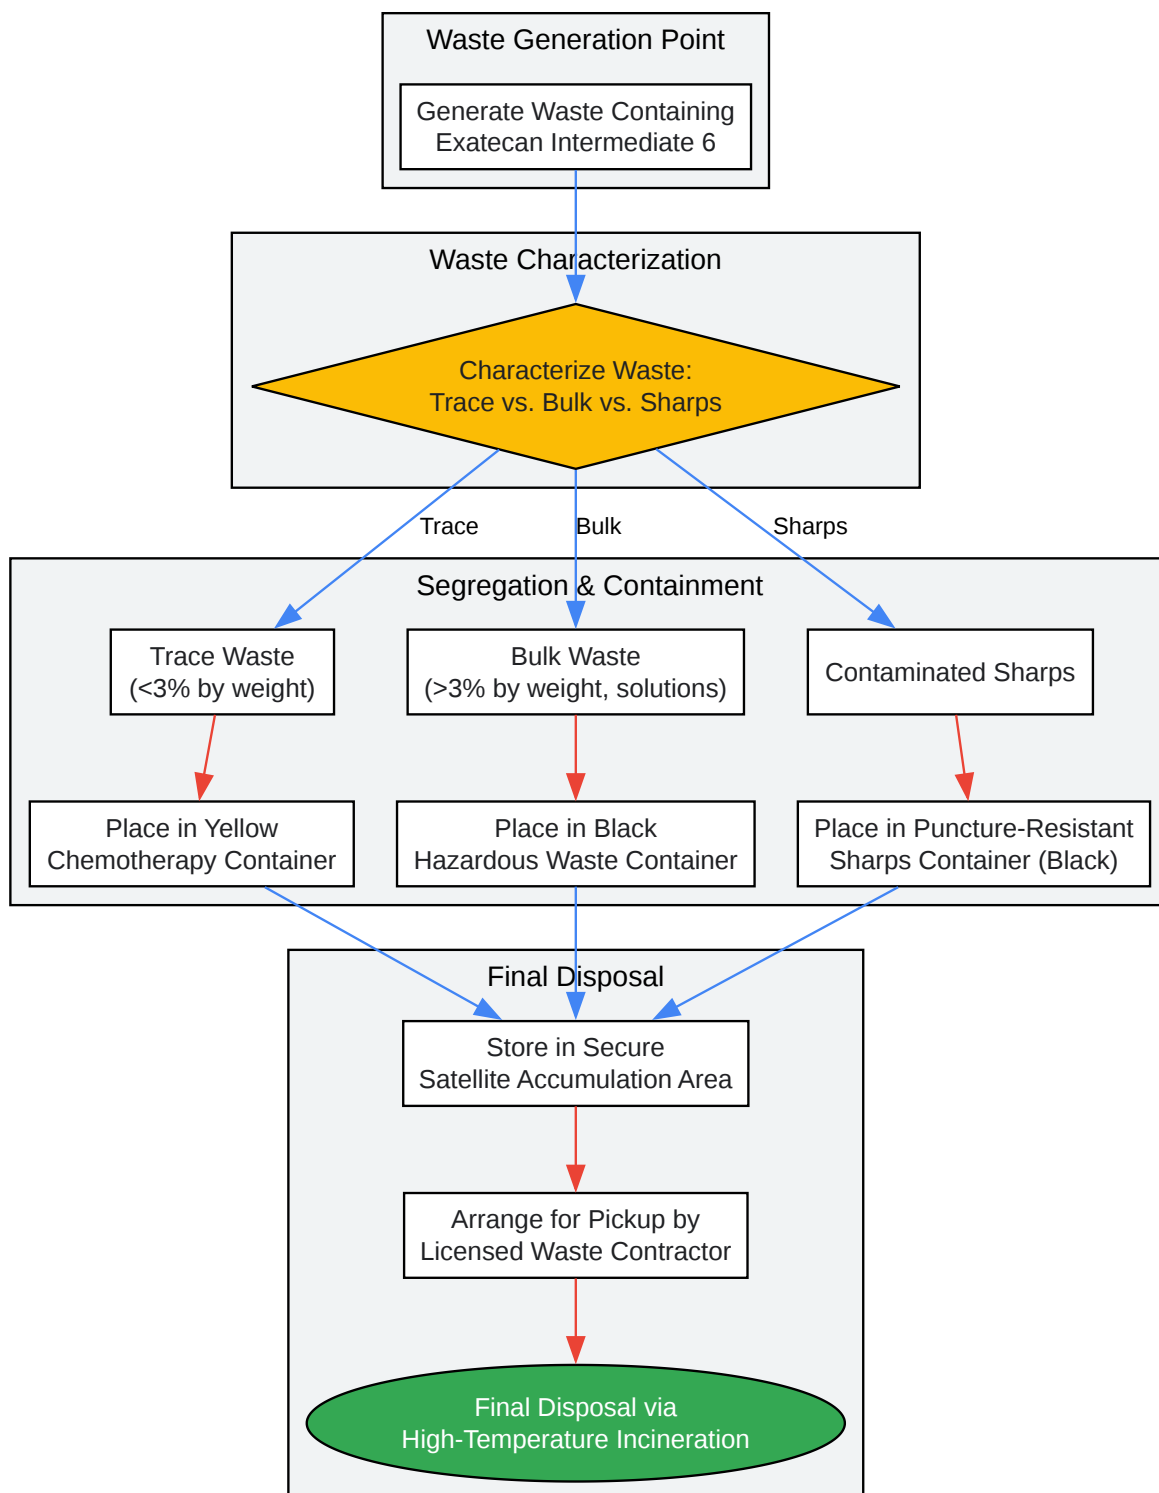 Waste Generation Point
Generate Waste Containing
Exatecan Intermediate 6
Waste Characterization
Characterize Waste:
Trace vs. Bulk vs. Sharps
Trace
Bulk
Sharps
Segregation & Containment
Trace Waste
(<3% by weight)
Bulk Waste
(>3% by weight, solutions)
Contaminated Sharps
Place in Yellow
Chemotherapy Container
Place in Black
Hazardous Waste Container
Place in Puncture-Resistant
Sharps Container (Black)
Final Disposal
Store in Secure
Satellite Accumulation Area
Arrange for Pickup by
Licensed Waste Contractor
Final Disposal via
High-Temperature Incineration